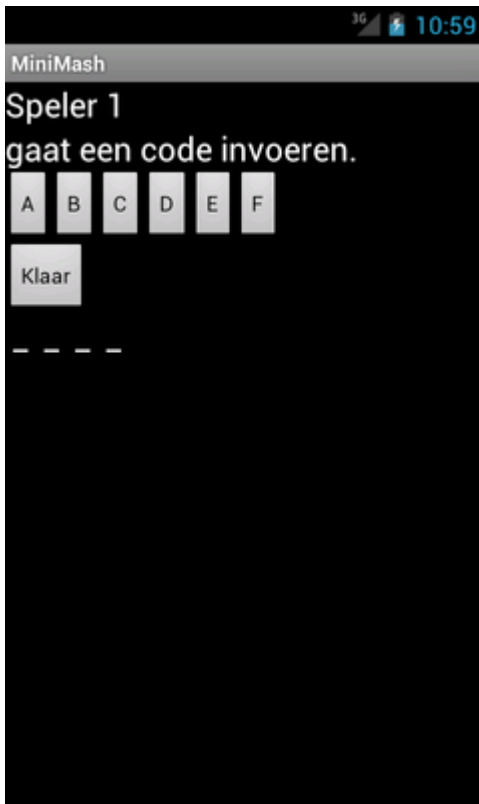 3G 10:59
MiniMash
Speler 1
gaat een code invoeren.
A B C D E F
Klaar
_ _ _ _